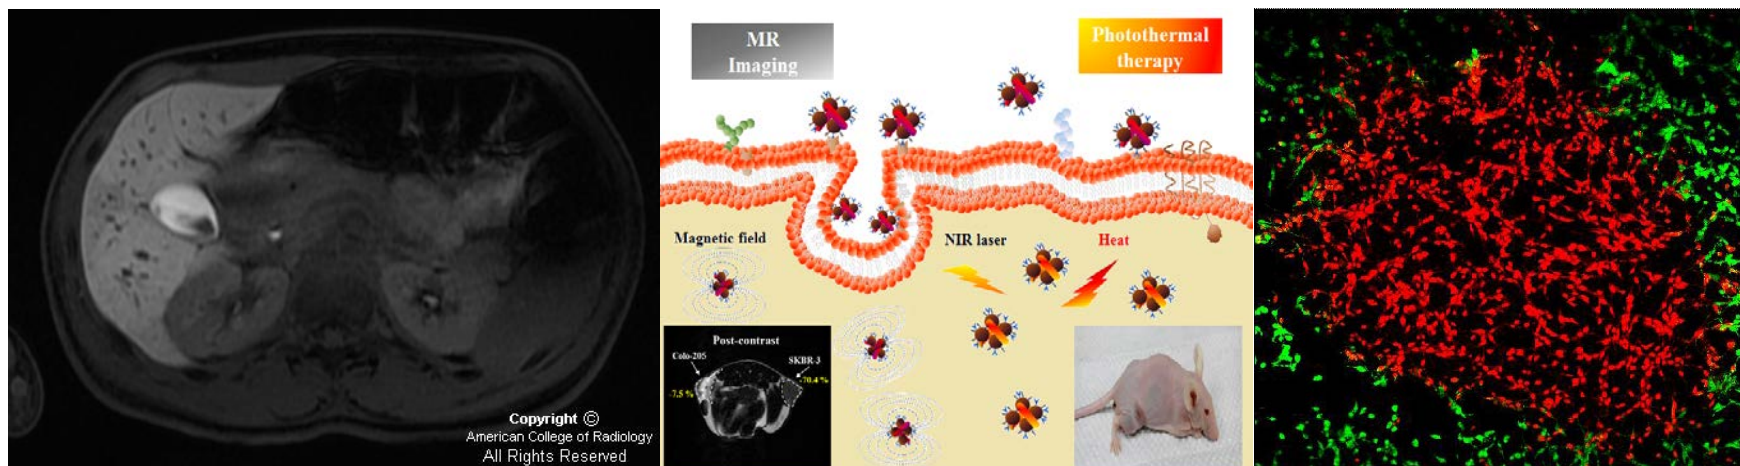 Copyright ©
American College of Radiology
All Rights Reserved
MR
Imaging
Photothermal
therapy
Magnetic field
NIR laser
Heat
Post-contrast
Colo-205
SKBR-3
-7.5 %
-70.4 %